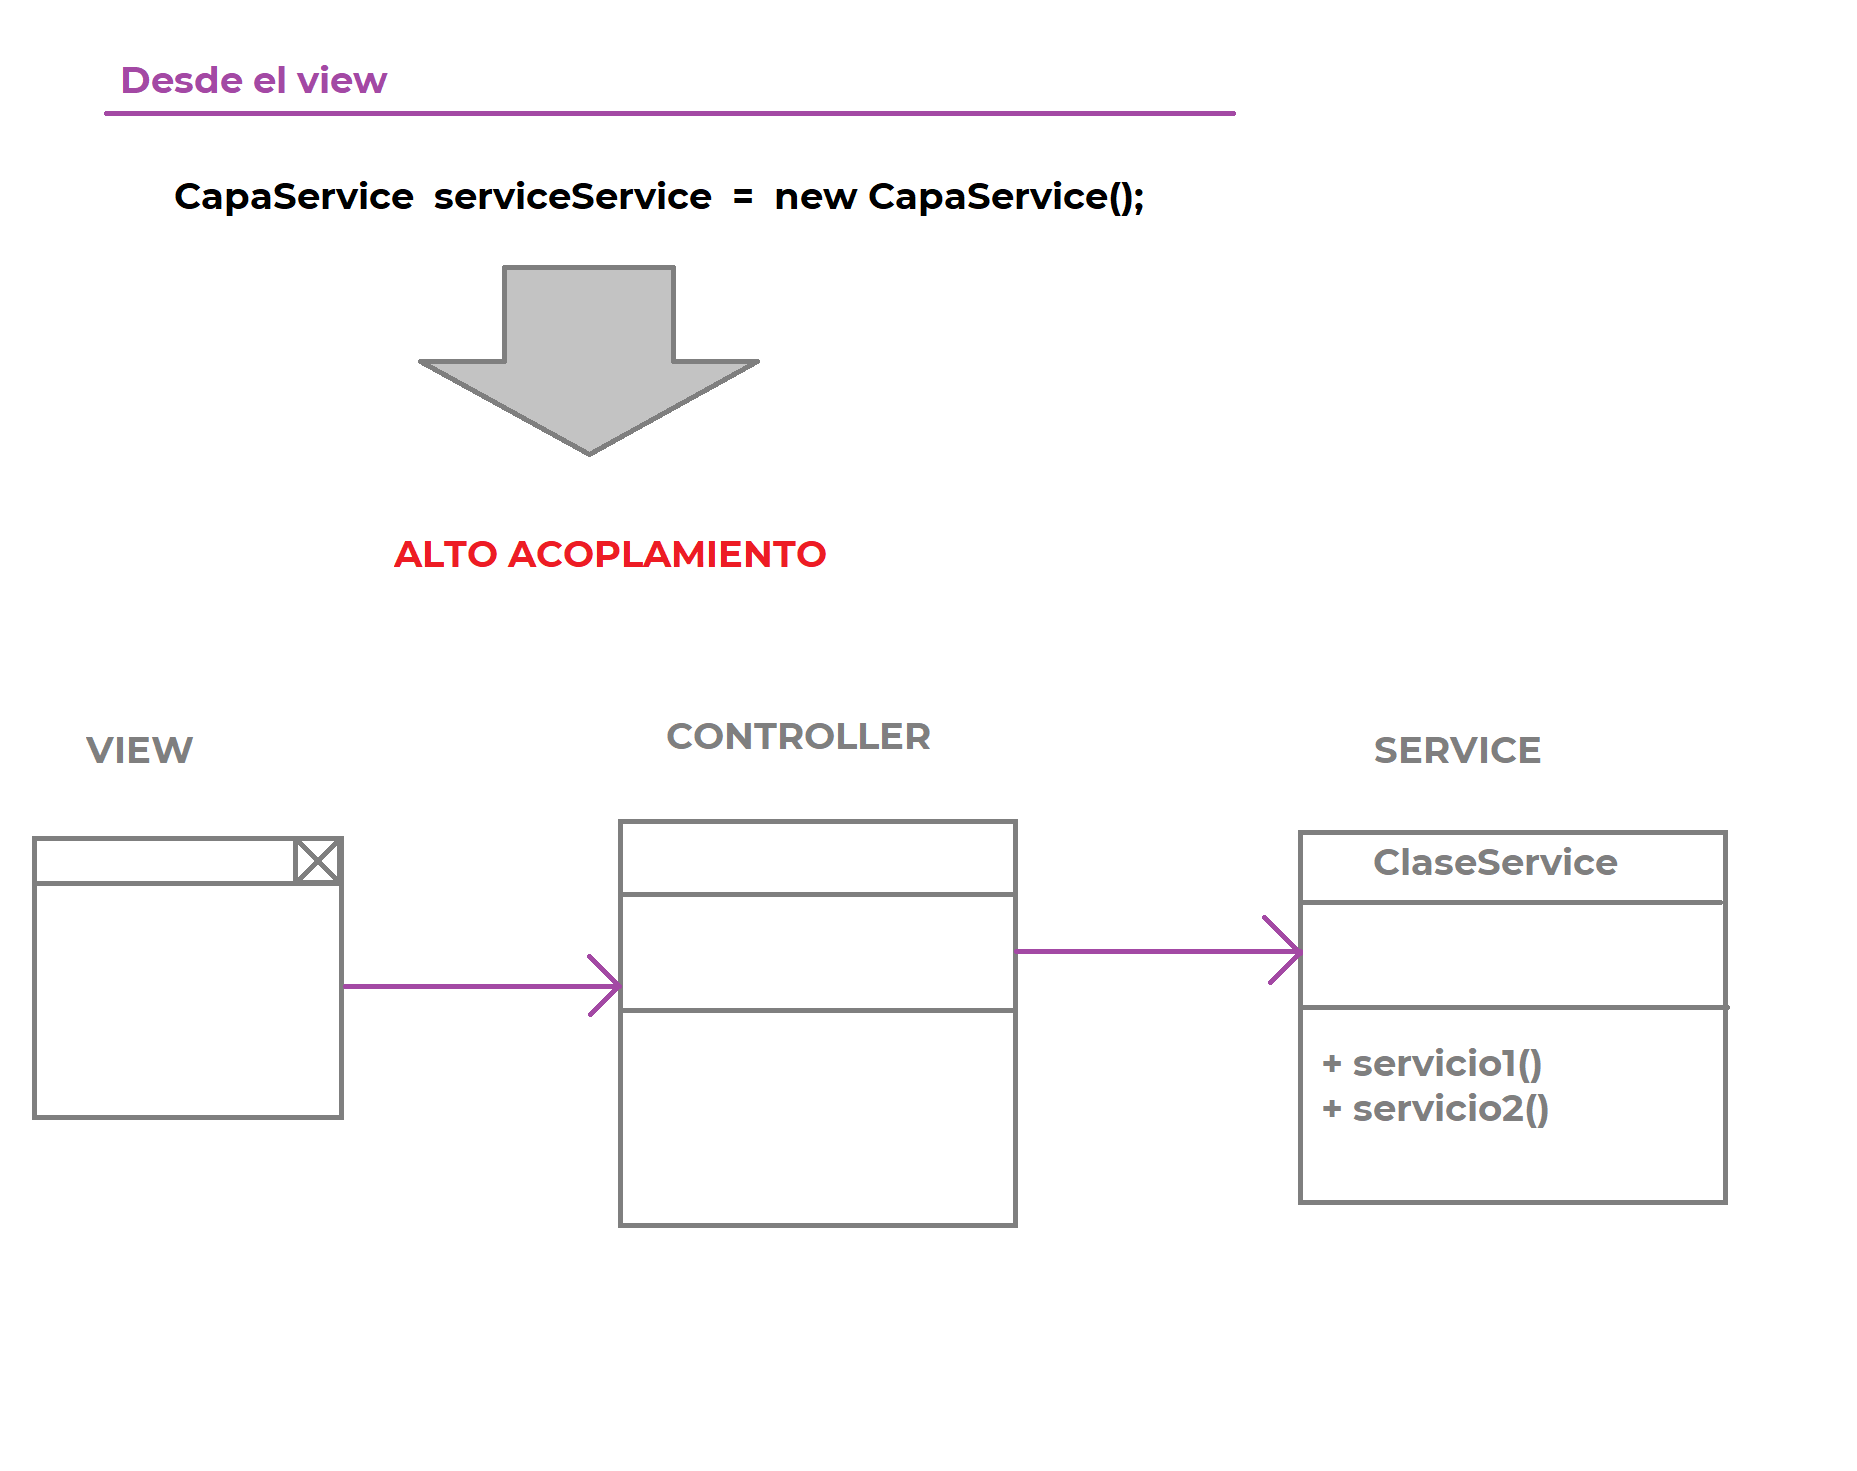 Desde el view
CapaService serviceService = new CapaService();
ALTO ACOPLAMIENTO
VIEW
CONTROLLER
SERVICE
ClaseService
+ servicio1()
+ servicio2()